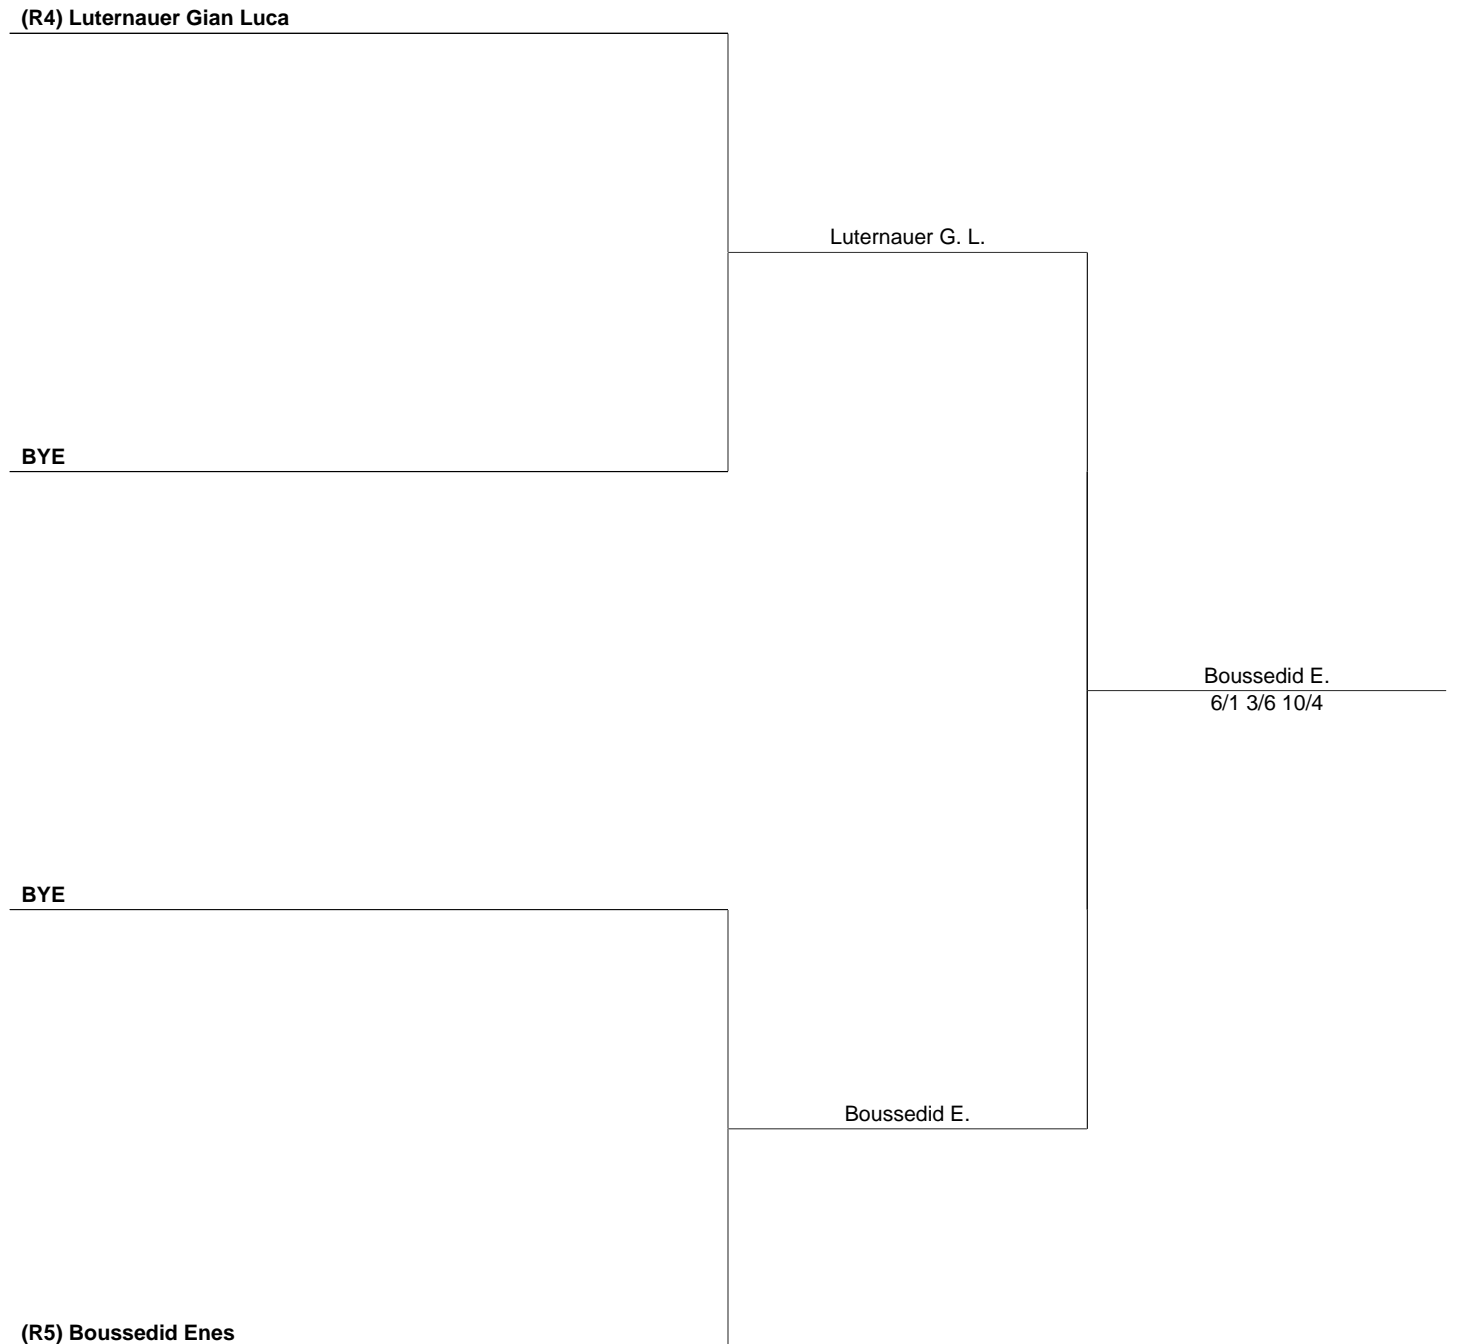 (R4) Luternauer Gian Luca
Luternauer G. L.
BYE
Boussedid E.
6/1 3/6 10/4
BYE
Boussedid E.
(R5) Boussedid Enes